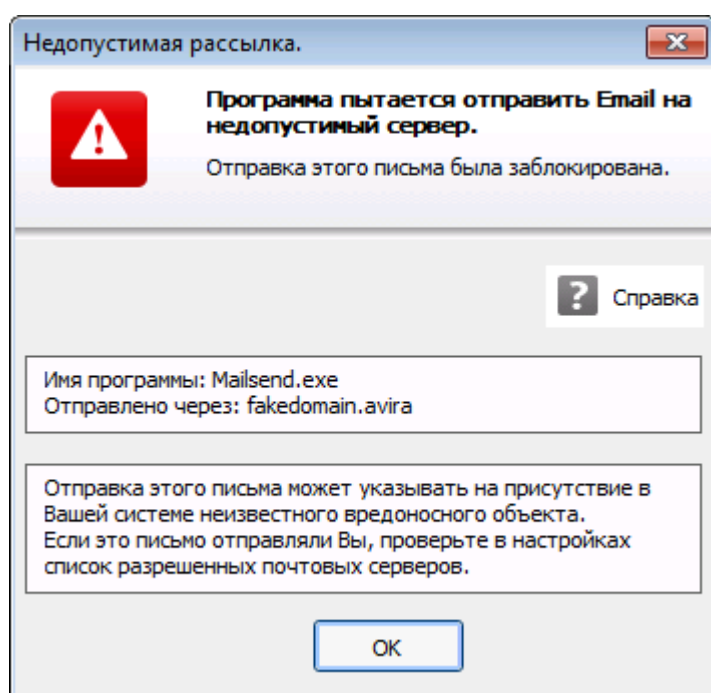 Недопустимая рассылка.
Программа пытается отправить Email на
недопустимый сервер.
Отправка этого письма была заблокирована.
? Справка
Имя программы: Mailsend.exe
Отправлено через: fakedomain.avira
Отправка этого письма может указывать на присутствие в
Вашей системе неизвестного вредоносного объекта.
Если это письмо отправляли Вы, проверьте в настройках
список разрешенных почтовых серверов.
ОК